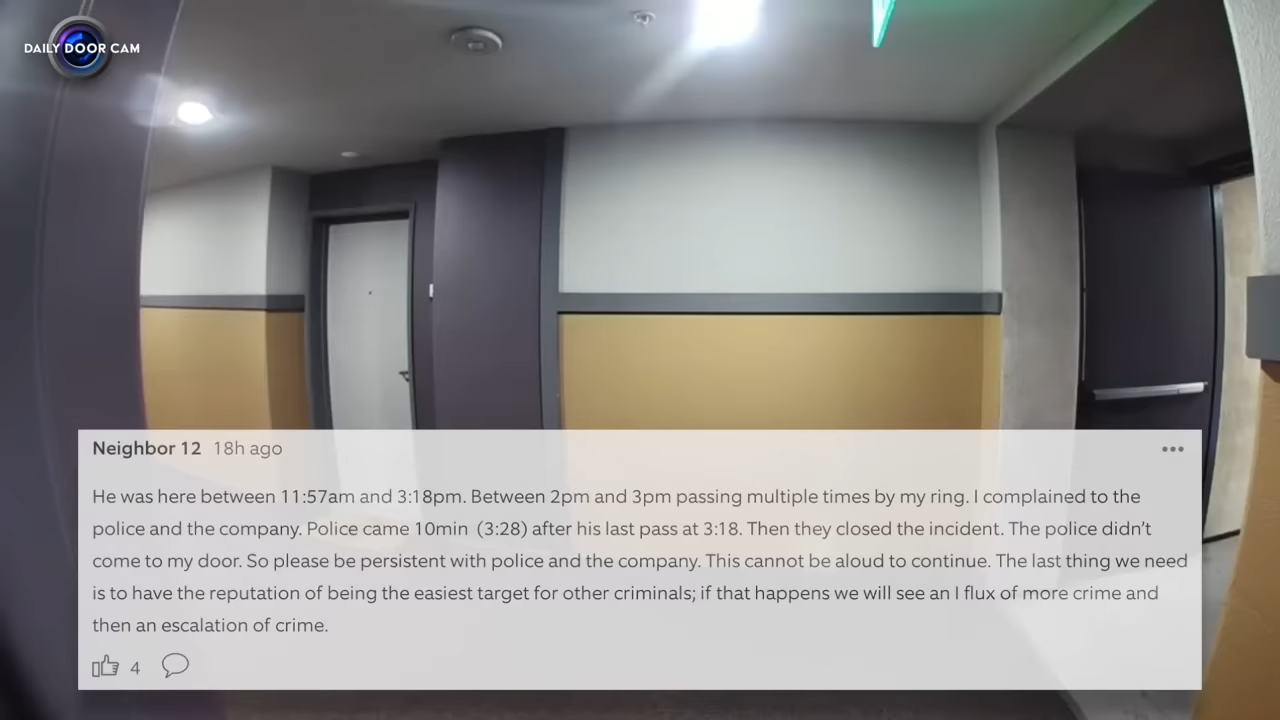 DAILY DOOR CAM
Neighbor 12 18h ago
He was here between 11:57am and 3:18pm. Between 2pm and 3pm passing multiple times by my ring. I complained to the
police and the company. Police came 10min (3:28) after his last pass at 3:18. Then they closed the incident. The police didn't
come to my door. So please be persistent with police and the company. This cannot be aloud to continue. The last thing we need
is to have the reputation of being the easiest target for other criminals; if that happens we will see an I flux of more crime and
then an escalation of crime.
4